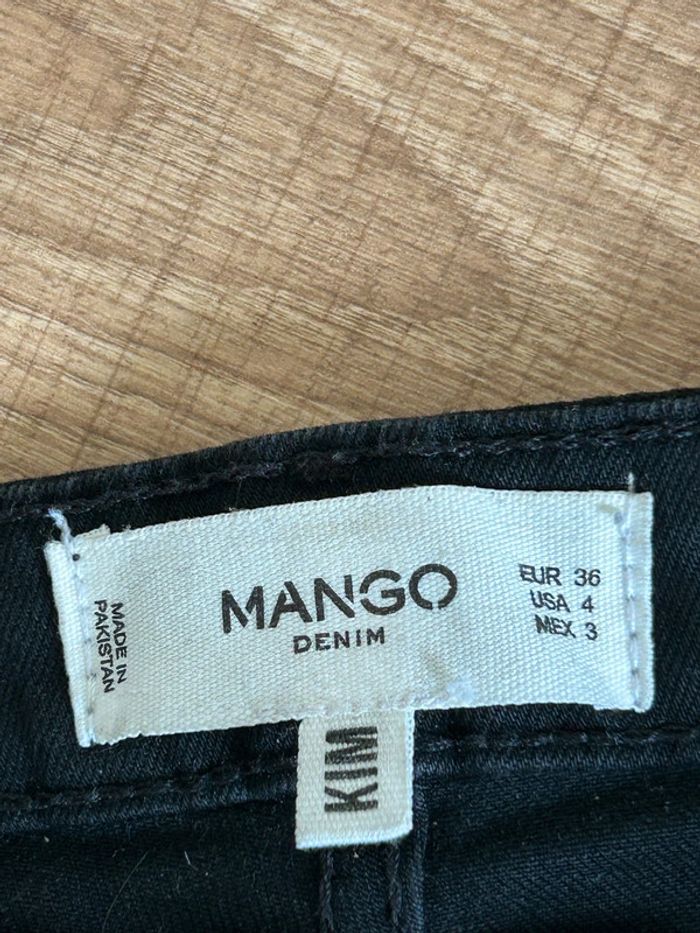 MADE IN
PAKISTAN
MANGO
DENIM
EUR 36
USA 4
MEX 3
KIM